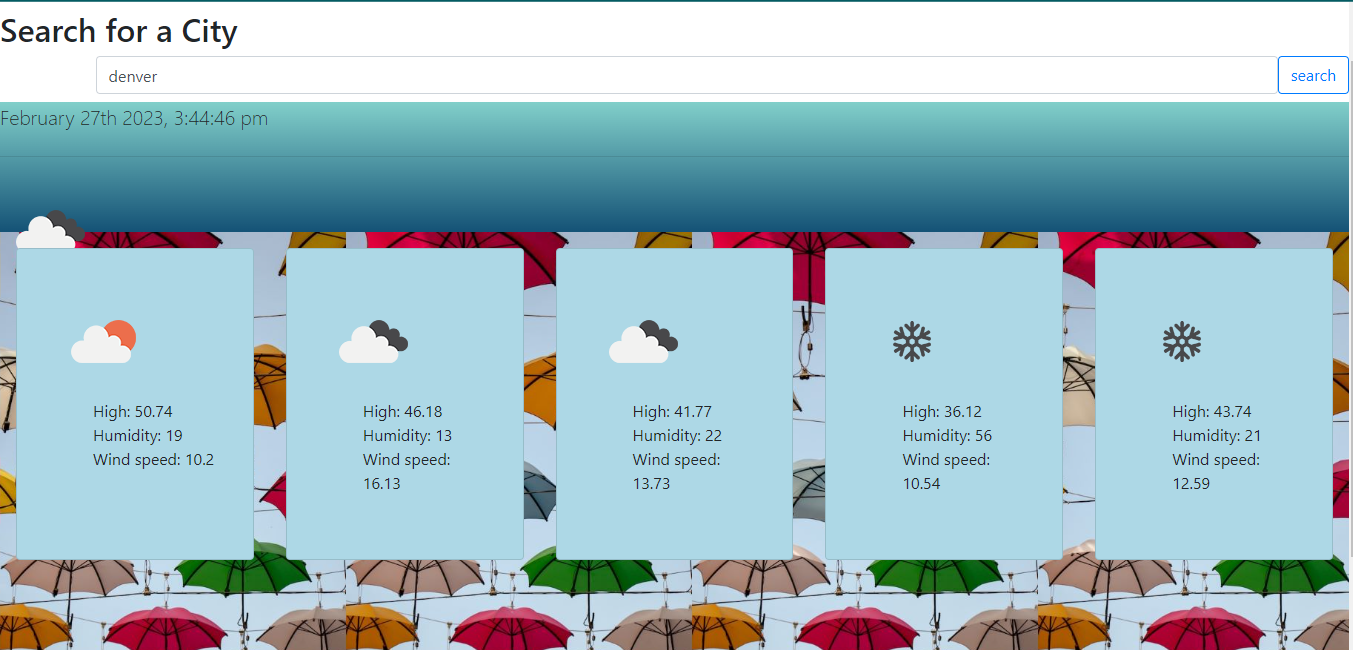 Search for a City
denver
search
February 27th 2023, 3:44:46 pm
High: 50.74
Humidity: 19
Wind speed: 10.2
High: 46.18
Humidity: 13
Wind speed:
16.13
High: 41.77
Humidity: 22
Wind speed:
13.73
High: 36.12
Humidity: 56
Wind speed:
10.54
High: 43.74
Humidity: 21
Wind speed:
12.59